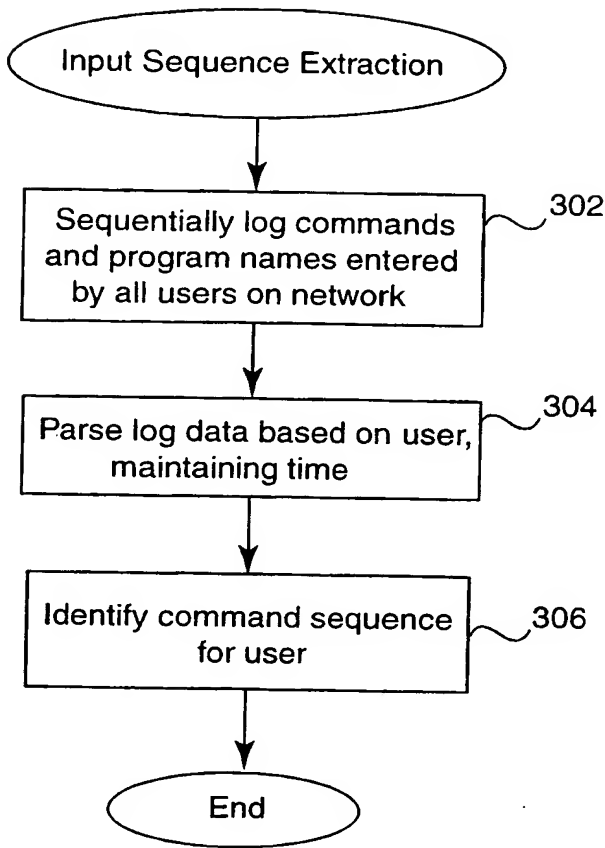 Input Sequence Extraction
Sequentially log commands
and program names entered
by all users on network
302
Parse log data based on user,
maintaining time
304
Identify command sequence
for user
306
End